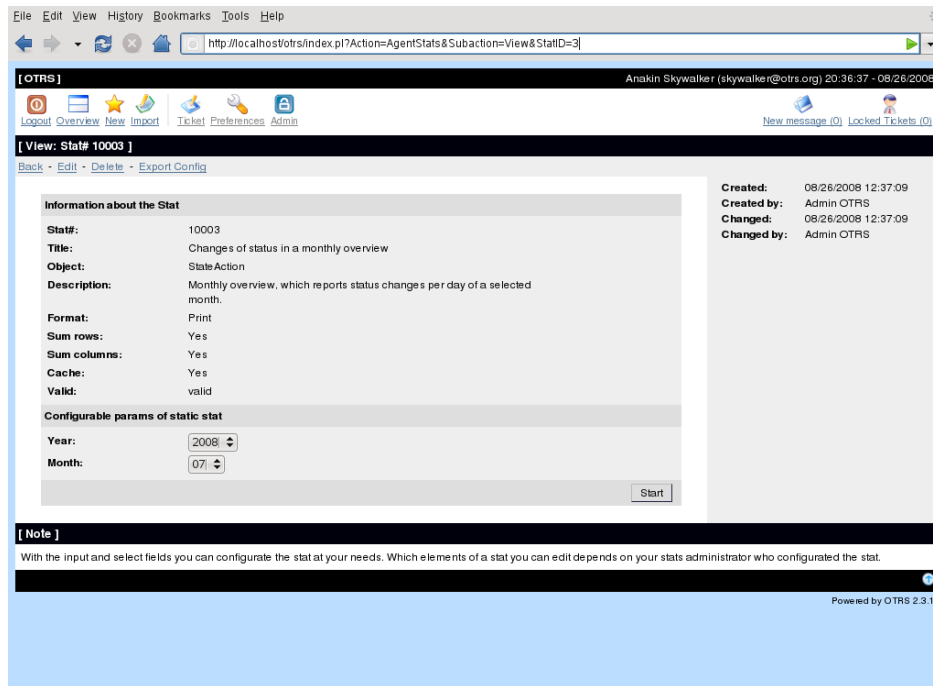 File Edit View History Bookmarks Tools Help
http://localhost/otrs/index.pl?Action=AgentStats&Subaction=View&StatID=3
[OTRS] Anakin Skywalker (skywalker@otrs.org) 20:36:37 - 08/26/2008
Logout Overview New Import Ticket Preferences Admin New message (0) Locked Tickets (0)
[ View: Stat# 10003 ]
Back - Edit - Delete - Export Config
Created: 08/26/2008 12:37:09
Created by: Admin OTRS
Changed: 08/26/2008 12:37:09
Changed by: Admin OTRS
Information about the Stat
Stat#: 10003
Title: Changes of status in a monthly overview
Object: StateAction
Description: Monthly overview, which reports status changes per day of a selected
month.
Format: Print
Sum rows: Yes
Sum columns: Yes
Cache: Yes
Valid: valid
Configurable params of static stat
Year: 2008
Month: 07
Start
[ Note ]
With the input and select fields you can configurate the stat at your needs. Which elements of a stat you can edit depends on your stats administrator who configurated the stat.
Powered by OTRS 2.3.1